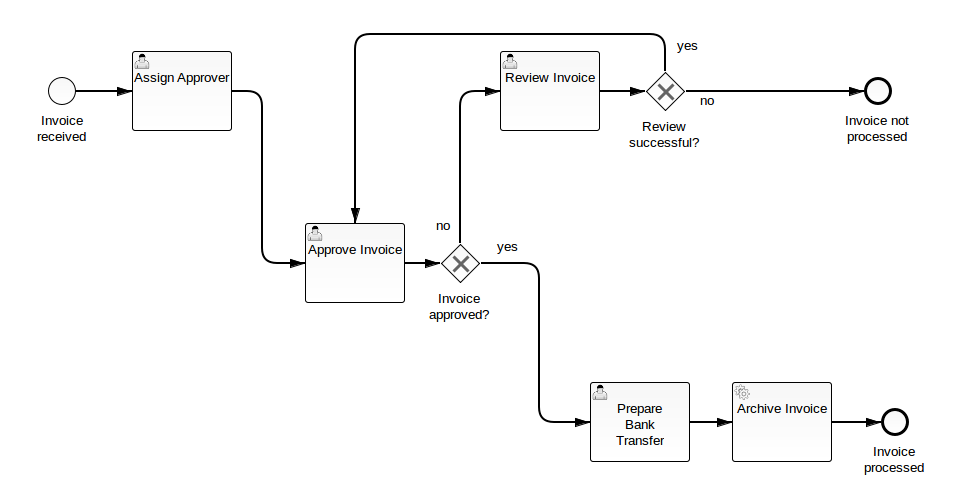 yes
Assign Approver
Review Invoice
no
Invoice
received
Review
successful?
Invoice not
processed
no
yes
Approve Invoice
Invoice
approved?
Prepare
Bank
Transfer
Archive Invoice
Invoice
processed